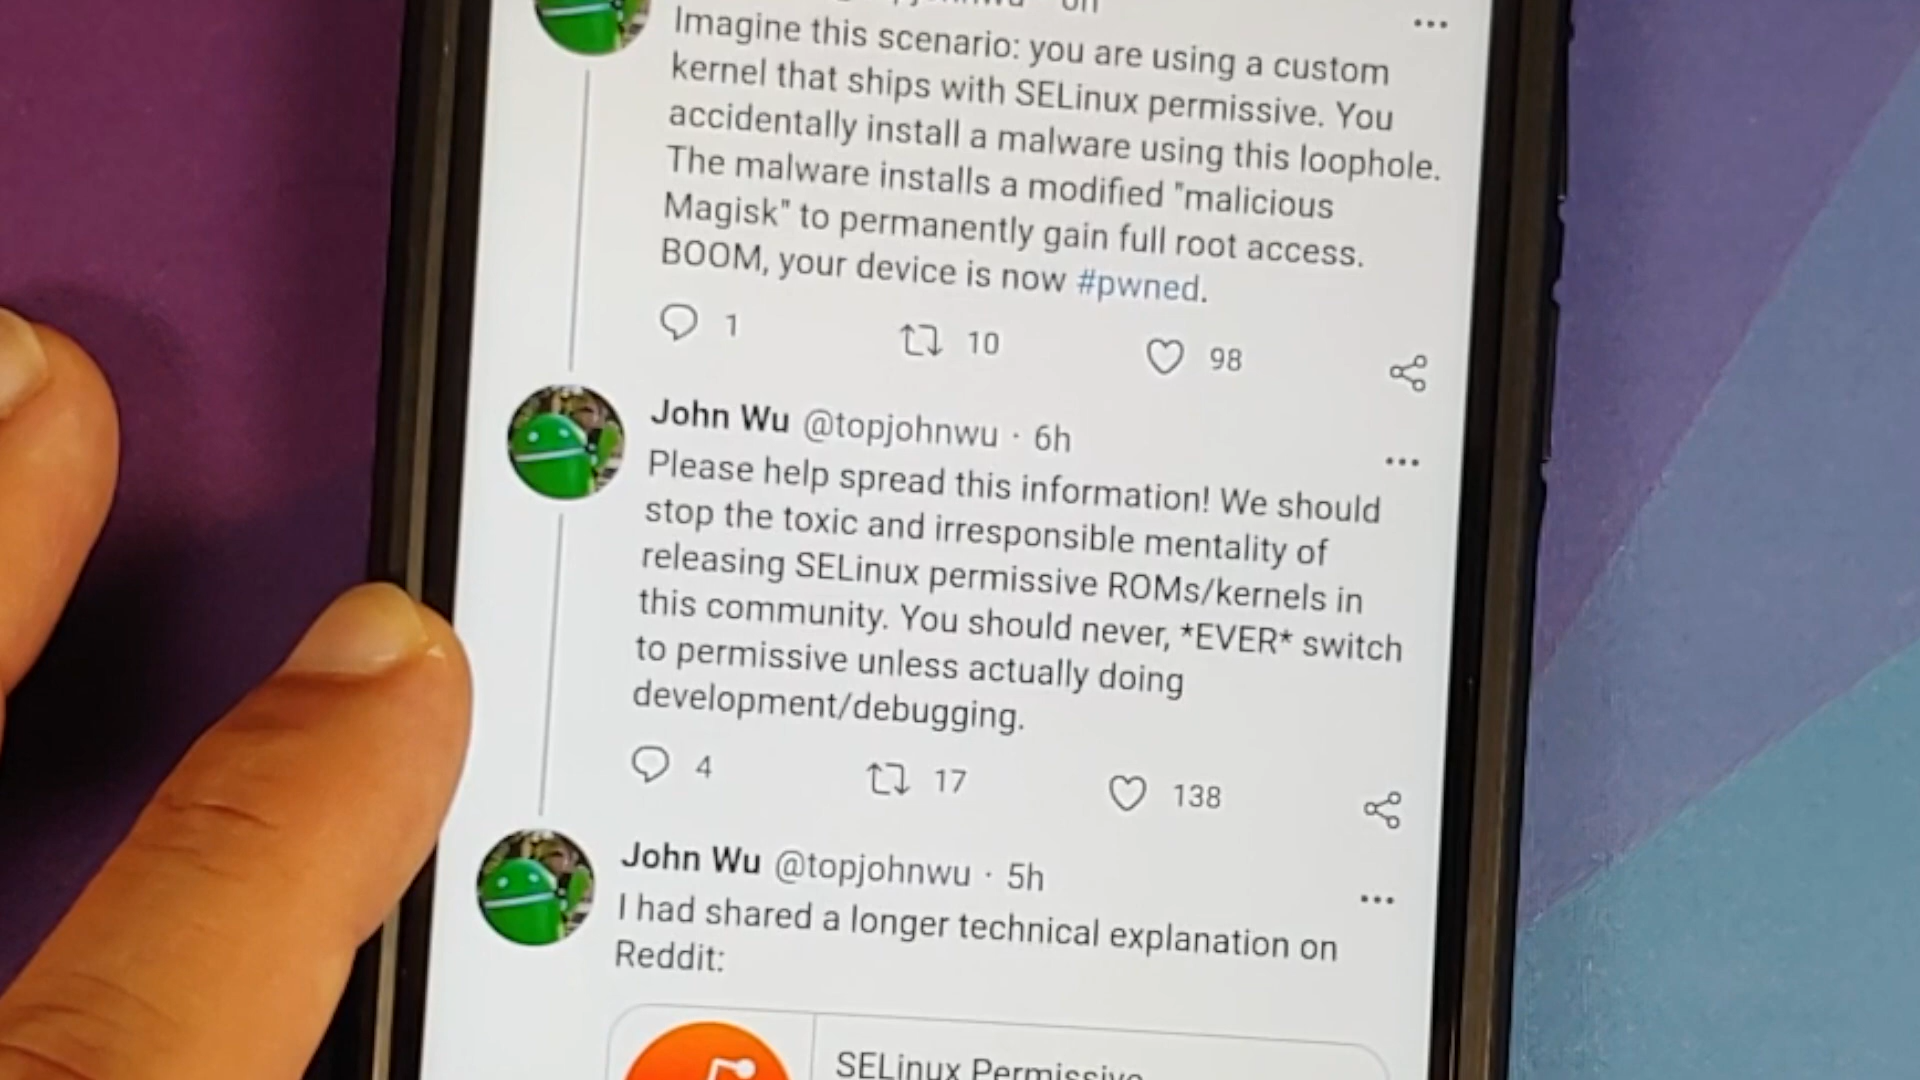 Imagine this scenario: you are using a custom
kernel that ships with SELinux permissive. You
accidentally install a malware using this loophole.
The malware installs a modified "malicious
Magisk" to permanently gain full root access.
BOOM, your device is now #pwned.
1 10 98
John Wu @topjohnwu · 6h
Please help spread this information! We should
stop the toxic and irresponsible mentality of
releasing SELinux permissive ROMs/kernels in
this community. You should never, *EVER* switch
to permissive unless actually doing
development/debugging.
4 17 138
John Wu @topjohnwu · 5h
I had shared a longer technical explanation on
Reddit:
SELinux Permissive